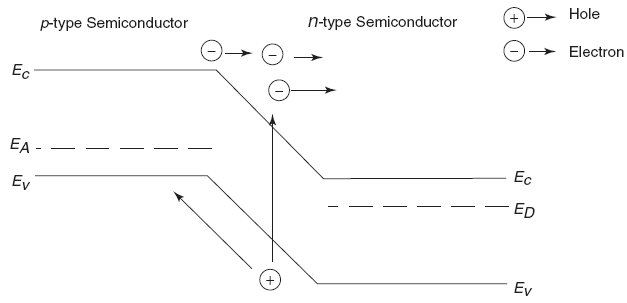 p-type Semiconductor
n-type Semiconductor
+ Hole
− Electron
− −
−
EC
EA
EV
EC
ED
+
EV